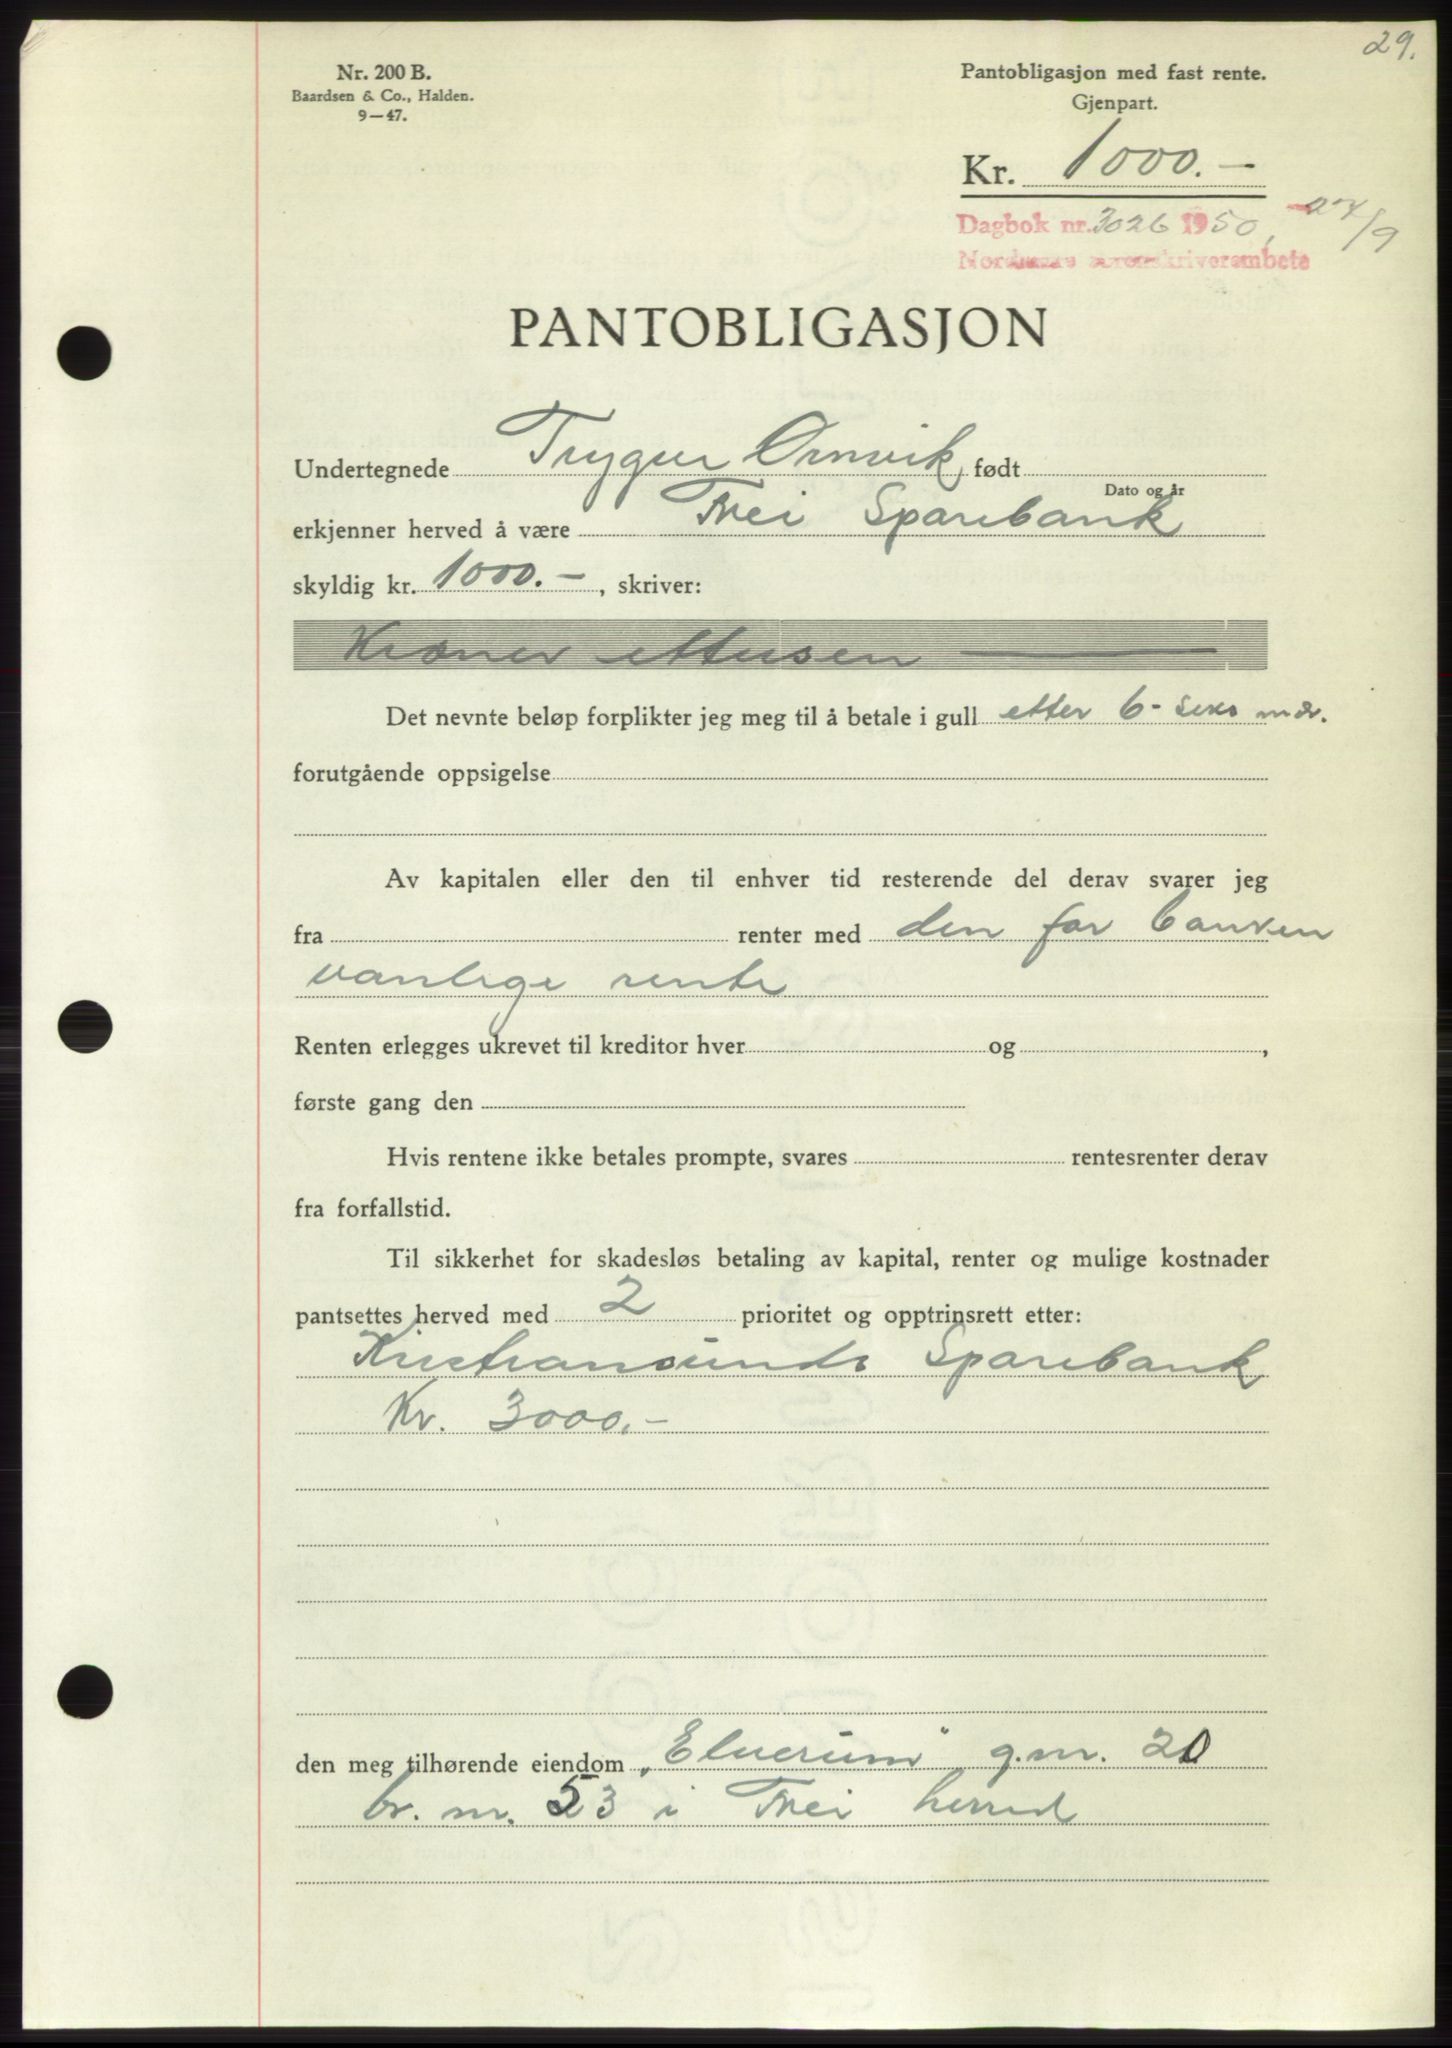 29.
Nr. 200 B.
Baardsen & Co., Halden.
9—47.
Pantobligasjon med fast rente.
Gjenpart.
Kr. 1000.—
Dagbok nr. 3026 1950, 27/9
Nordmøre sorenskriverembete
PANTOBLIGASJON
Undertegnede Trygve Ormvik, født
Dato og år
erkjenner herved å være Frei Sparebank
skyldig kr. 1000.—, skriver:
Kroner ettusen ———
Det nevnte beløp forplikter jeg meg til å betale i gull etter 6- seks mdr.
forutgående oppsigelse
Av kapitalen eller den til enhver tid resterende del derav svarer jeg
fra renter med den for banken
vanlige rente
Renten erlegges ukrevet til kreditor hver og ,
første gang den
Hvis rentene ikke betales prompte, svares rentesrenter derav
fra forfallstid.
Til sikkerhet for skadesløs betaling av kapital, renter og mulige kostnader
pantsettes herved med 2 prioritet og opptrinsrett etter:
Kristiansunds Sparebank
Kr. 3000.—
den meg tilhørende eiendom „Elverum" g.nr. 20
br. nr. 53 i Frei herred